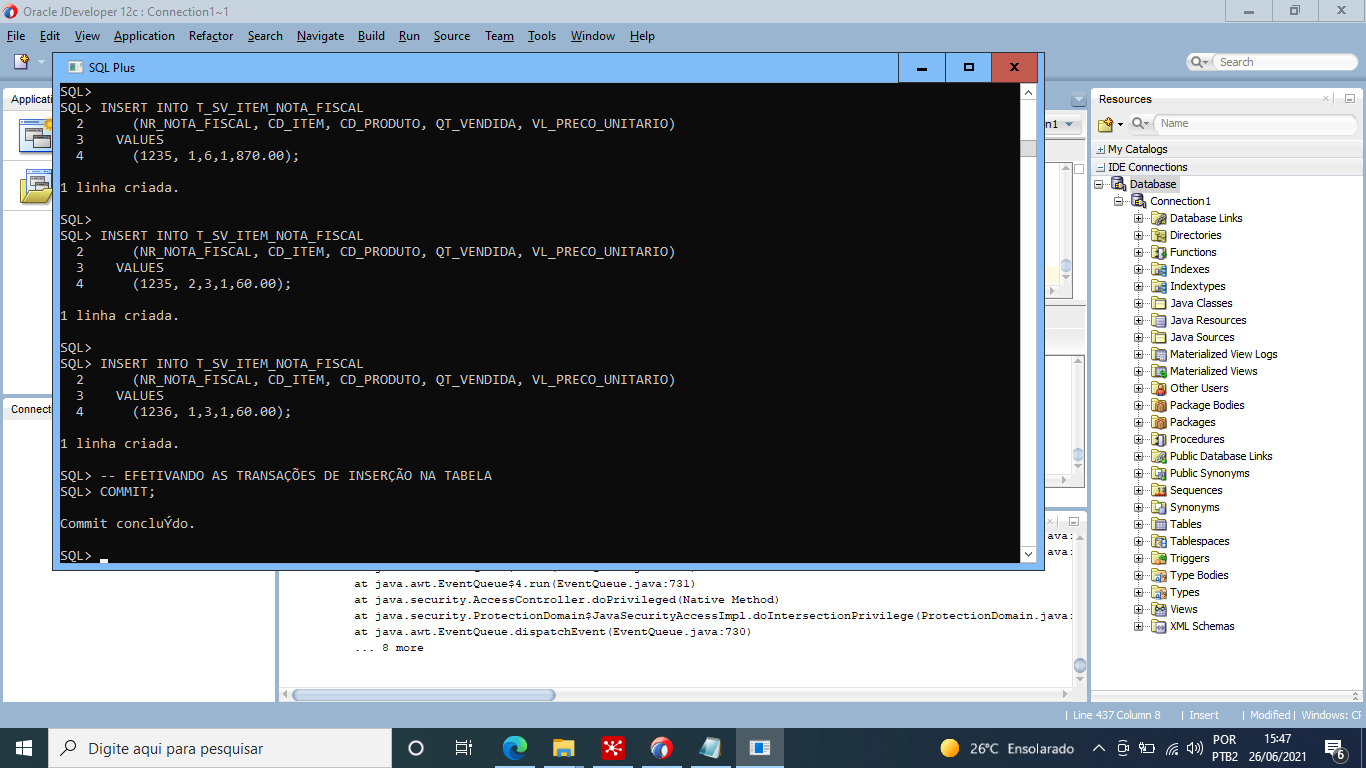 Oracle JDeveloper 12c : Connection1~1
File Edit View Application Refactor Search Navigate Build Run Source Team Tools Window Help
Search
SQL Plus
SQL>
SQL> INSERT INTO T_SV_ITEM_NOTA_FISCAL
2 (NR_NOTA_FISCAL, CD_ITEM, CD_PRODUTO, QT_VENDIDA, VL_PRECO_UNITARIO)
3 VALUES
4 (1235, 1,6,1,870.00);
1 linha criada.
SQL>
SQL> INSERT INTO T_SV_ITEM_NOTA_FISCAL
2 (NR_NOTA_FISCAL, CD_ITEM, CD_PRODUTO, QT_VENDIDA, VL_PRECO_UNITARIO)
3 VALUES
4 (1235, 2,3,1,60.00);
1 linha criada.
SQL>
SQL> INSERT INTO T_SV_ITEM_NOTA_FISCAL
2 (NR_NOTA_FISCAL, CD_ITEM, CD_PRODUTO, QT_VENDIDA, VL_PRECO_UNITARIO)
3 VALUES
4 (1236, 1,3,1,60.00);
1 linha criada.
SQL> -- EFETIVANDO AS TRANSAÇÕES DE INSERÇÃO NA TABELA
SQL> COMMIT;
Commit concluÝdo.
SQL>
Applicati
Connect
n1
ava:
ava:
at java.awt.EventQueue$4.run(EventQueue.java:731)
at java.security.AccessController.doPrivileged(Native Method)
at java.security.ProtectionDomain$JavaSecurityAccessImpl.doIntersectionPrivilege(ProtectionDomain.java:
at java.awt.EventQueue.dispatchEvent(EventQueue.java:730)
... 8 more
Resources
Name
My Catalogs
IDE Connections
Database
Connection1
Database Links
Directories
Functions
Indexes
Indextypes
Java Classes
Java Resources
Java Sources
Materialized View Logs
Materialized Views
Other Users
Package Bodies
Packages
Procedures
Public Database Links
Public Synonyms
Sequences
Synonyms
Tables
Tablespaces
Triggers
Type Bodies
Types
Views
XML Schemas
Line 437 Column 8 Insert Modified Windows: CF
Digite aqui para pesquisar
26°C Ensolarado
POR
PTB2
15:47
26/06/2021
6